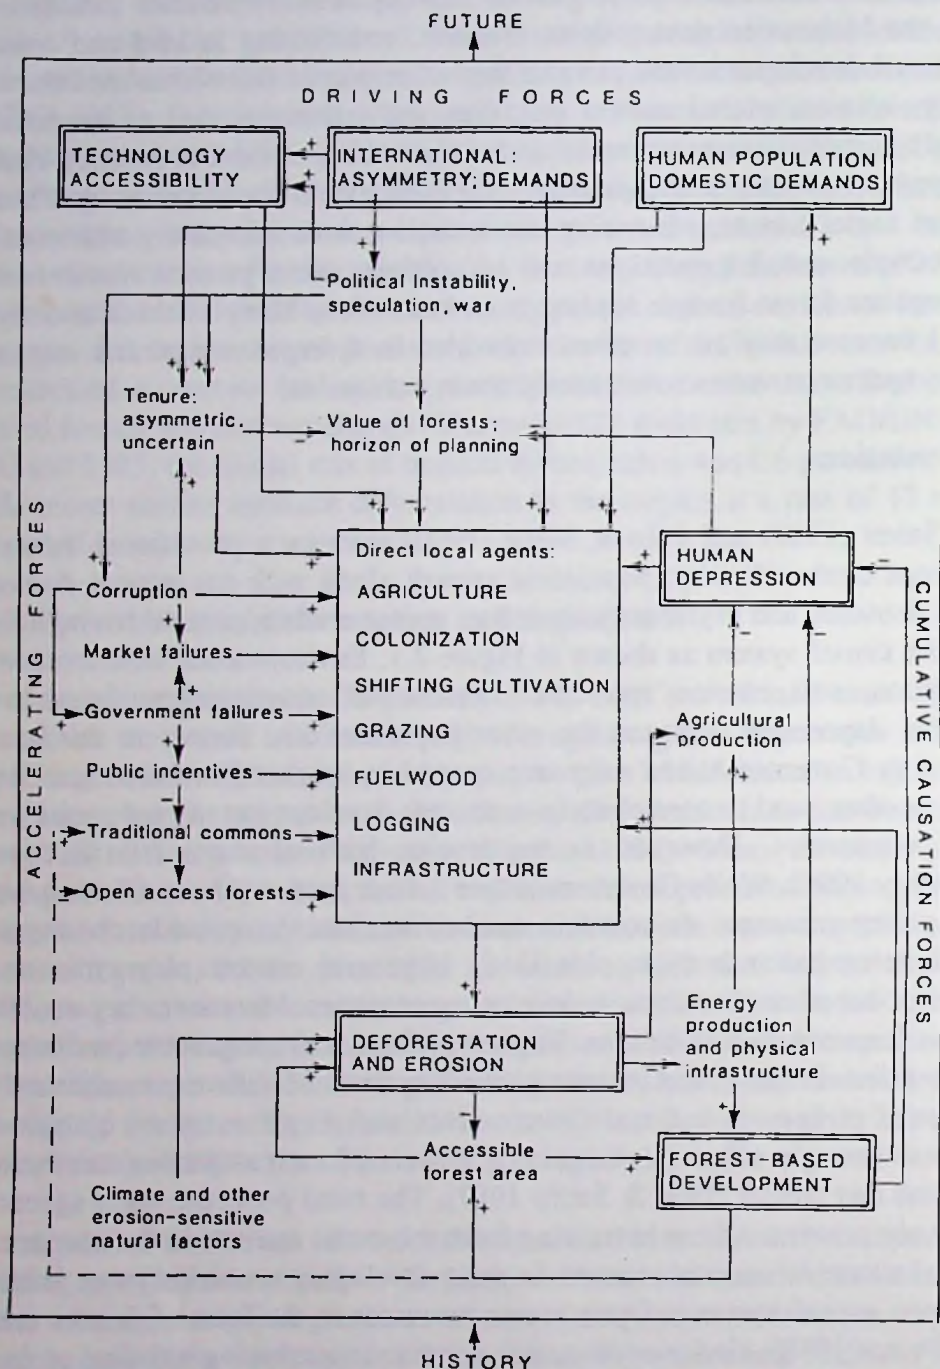 FUTURE
DRIVING FORCES
TECHNOLOGY
ACCESSIBILITY
INTERNATIONAL:
ASYMMETRY; DEMANDS
HUMAN POPULATION
DOMESTIC DEMANDS
Political instability,
speculation, war
Tenure:
asymmetric,
uncertain
Value of forests;
horizon of planning
ACCELERATING FORCES
Corruption
Market failures
Government failures
Public incentives
Traditional commons
Open access forests
Direct local agents:
AGRICULTURE
COLONIZATION
SHIFTING CULTIVATION
GRAZING
FUELWOOD
LOGGING
INFRASTRUCTURE
HUMAN
DEPRESSION
CUMULATIVE CAUSATION FORCES
Agricultural
production
Energy
production
and physical
infrastructure
DEFORESTATION
AND EROSION
Accessible
forest area
FOREST-BASED
DEVELOPMENT
Climate and other
erosion-sensitive
natural factors
HISTORY